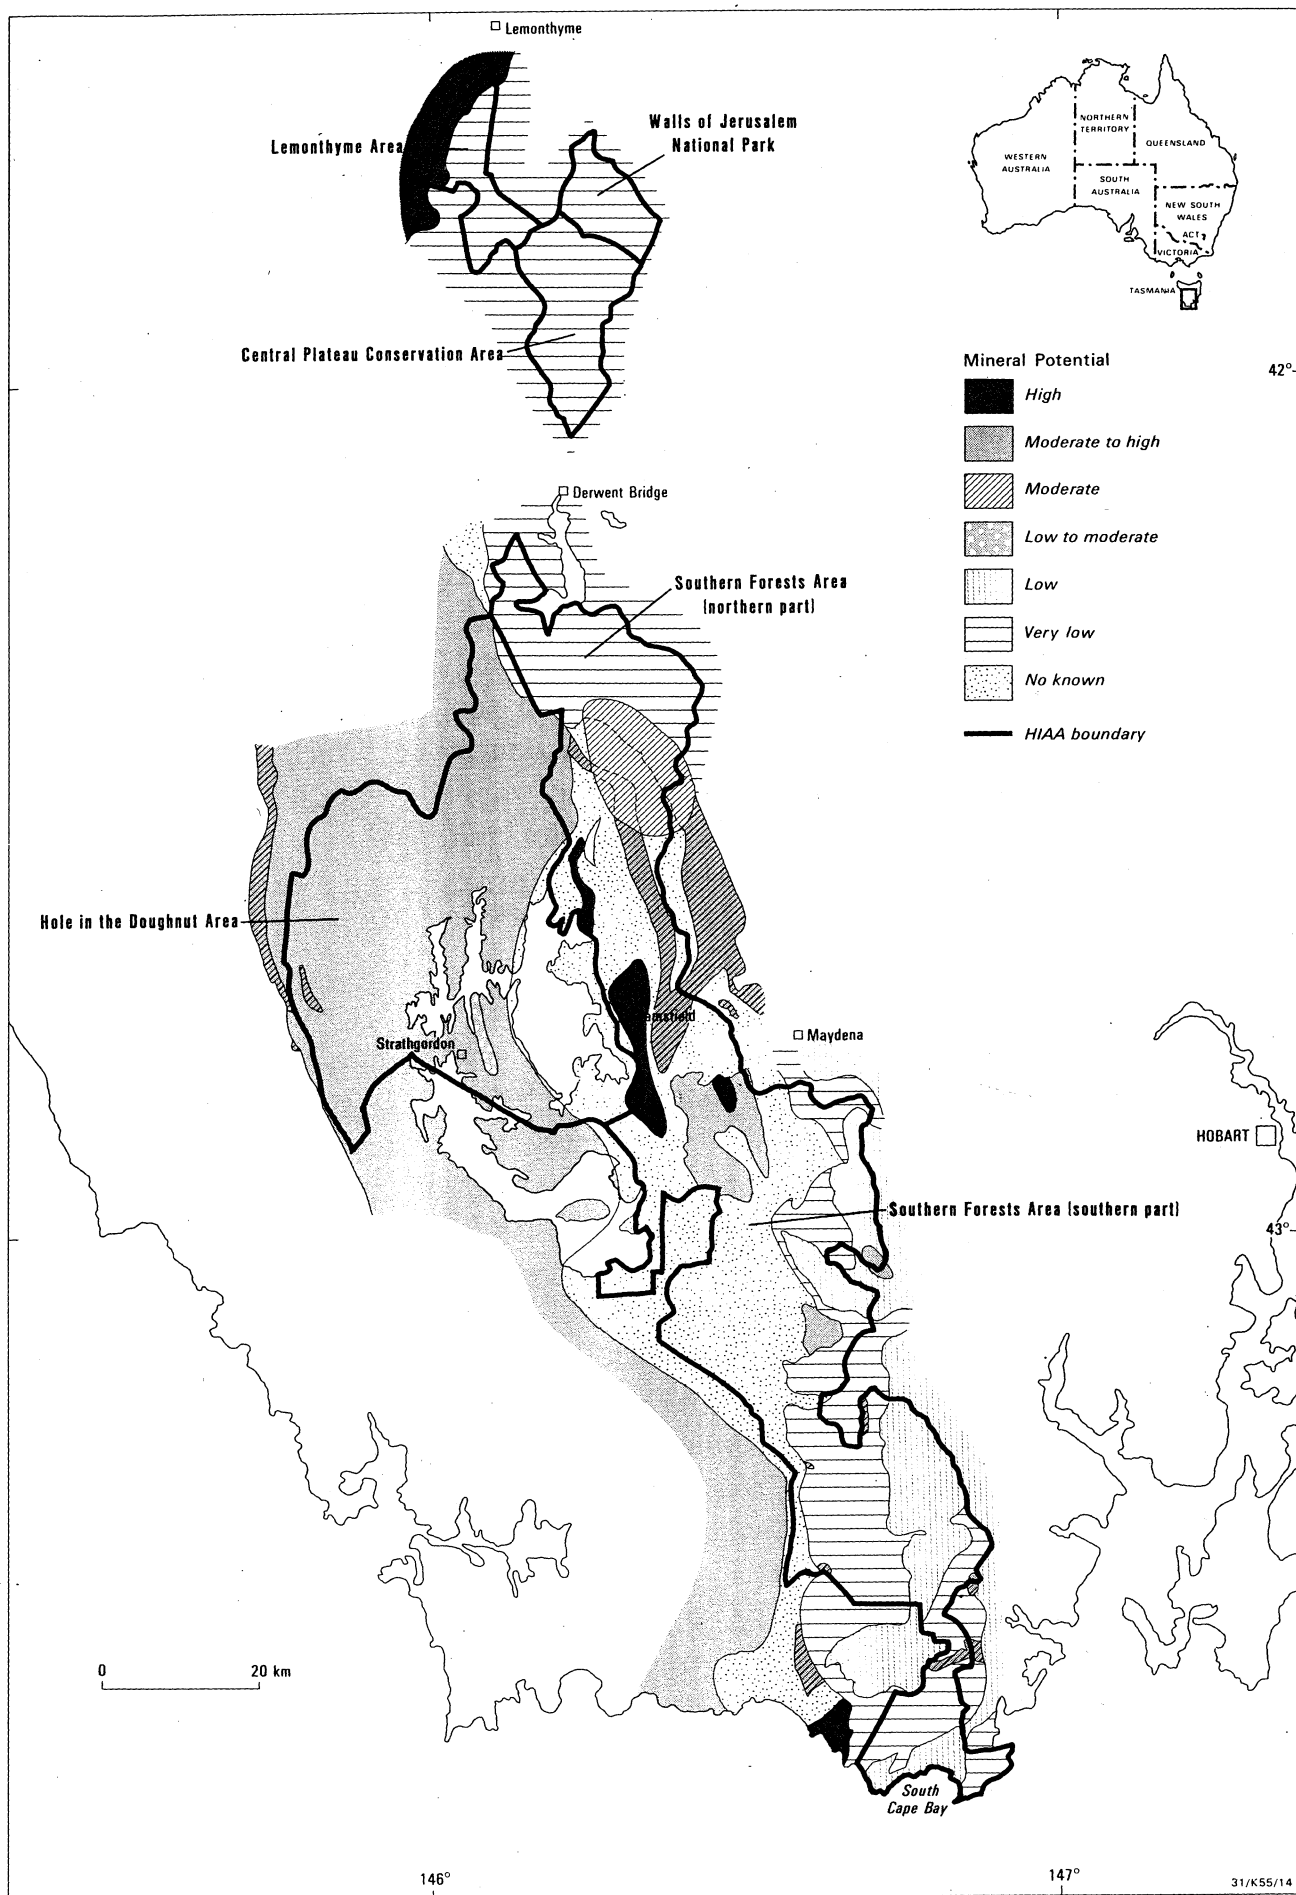 Lemonthyme
Walls of Jerusalem
National Park
Lemonthyme Area
NORTHERN
TERRITORY
QUEENSLAND
WESTERN
AUSTRALIA
SOUTH
AUSTRALIA
NEW SOUTH
WALES
ACT
VICTORIA
TASMANIA
Central Plateau Conservation Area
Mineral Potential
42°
High
Moderate to high
Moderate
Low to moderate
Low
Very low
No known
HIAA boundary
Derwent Bridge
Southern Forests Area
(northern part)
Hole in the Doughnut Area
Strathgordon
Maydena
HOBART
Southern Forests Area (southern part)
43°
0 20 km
South
Cape Bay
146° 147°
31/K55/14